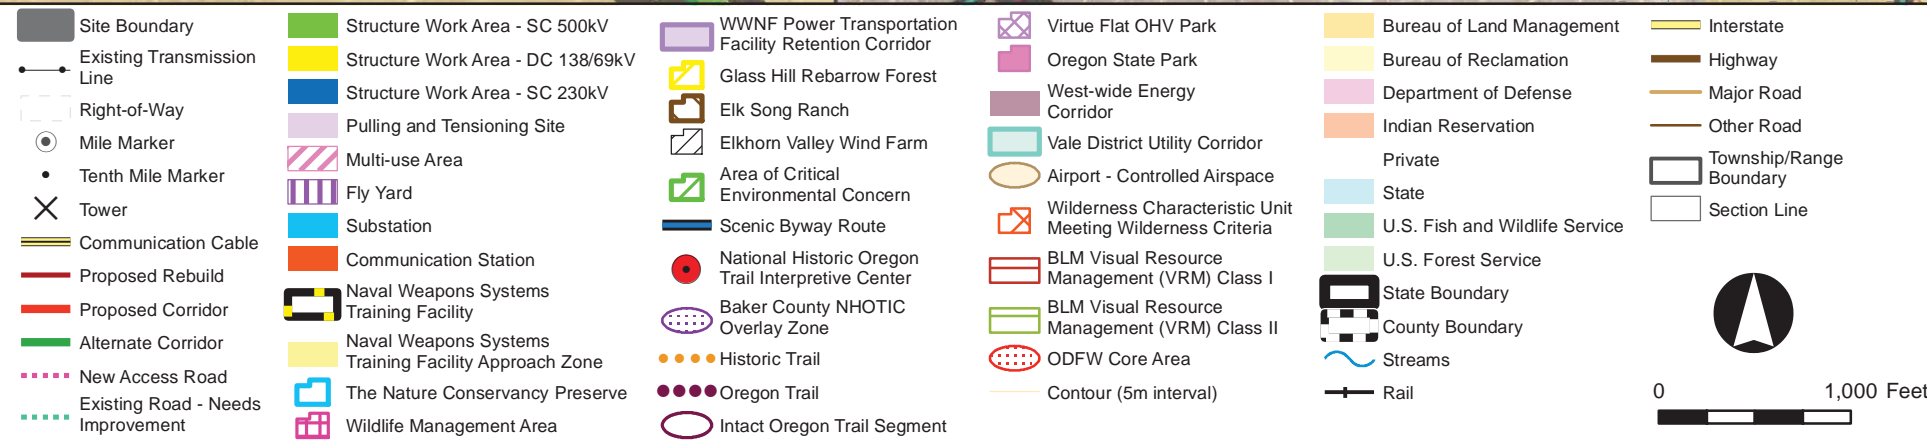 Site Boundary
Existing Transmission
Line
Right-of-Way
Mile Marker
Tenth Mile Marker
Tower
Communication Cable
Proposed Rebuild
Proposed Corridor
Alternate Corridor
New Access Road
Existing Road - Needs
Improvement
Structure Work Area - SC 500kV
Structure Work Area - DC 138/69kV
Structure Work Area - SC 230kV
Pulling and Tensioning Site
Multi-use Area
Fly Yard
Substation
Communication Station
Naval Weapons Systems
Training Facility
Naval Weapons Systems
Training Facility Approach Zone
The Nature Conservancy Preserve
Wildlife Management Area
WWNF Power Transportation
Facility Retention Corridor
Glass Hill Rebarrow Forest
Elk Song Ranch
Elkhorn Valley Wind Farm
Area of Critical
Environmental Concern
Scenic Byway Route
National Historic Oregon
Trail Interpretive Center
Baker County NHOTIC
Overlay Zone
Historic Trail
Oregon Trail
Intact Oregon Trail Segment
Virtue Flat OHV Park
Oregon State Park
West-wide Energy
Corridor
Vale District Utility Corridor
Airport - Controlled Airspace
Wilderness Characteristic Unit
Meeting Wilderness Criteria
BLM Visual Resource
Management (VRM) Class I
BLM Visual Resource
Management (VRM) Class II
ODFW Core Area
Contour (5m interval)
Bureau of Land Management
Bureau of Reclamation
Department of Defense
Indian Reservation
Private
State
U.S. Fish and Wildlife Service
U.S. Forest Service
State Boundary
County Boundary
Streams
Rail
Interstate
Highway
Major Road
Other Road
Township/Range
Boundary
Section Line
0 1,000 Feet